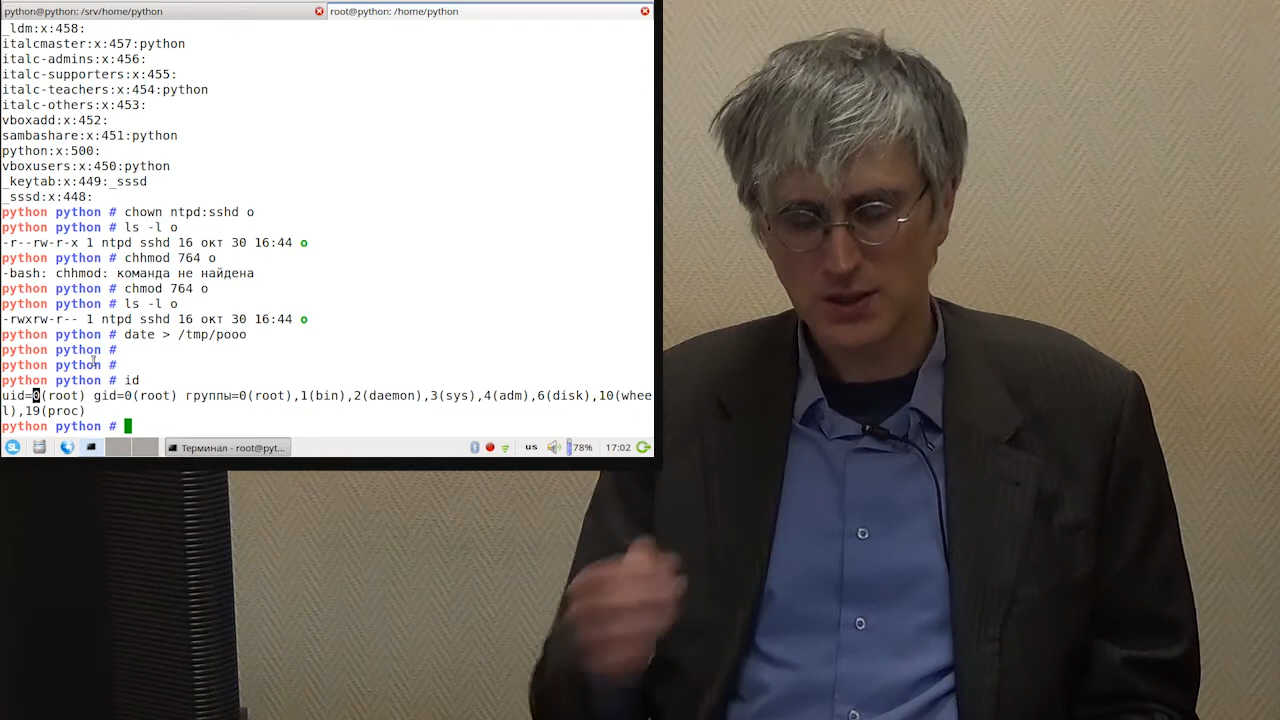 python@python: /srv/home/python
root@python: /home/python
_ldm:x:458:
italcmaster:x:457:python
italc-admins:x:456:
italc-supporters:x:455:
italc-teachers:x:454:python
italc-others:x:453:
vboxadd:x:452:
sambashare:x:451:python
python:x:500:
vboxusers:x:450:python
_keytab:x:449:_sssd
_sssd:x:448:
python python # chown ntpd:sshd o
python python # ls -l o
-r--rw-r-x 1 ntpd sshd 16 окт 30 16:44 o
python python # chhmod 764 o
-bash: chhmod: команда не найдена
python python # chmod 764 o
python python # ls -l o
-rwxrw-r-- 1 ntpd sshd 16 окт 30 16:44 o
python python # date > /tmp/pooo
python python #
python python #
python python # id
uid=0(root) gid=0(root) группы=0(root),1(bin),2(daemon),3(sys),4(adm),6(disk),10(whee
l),19(proc)
python python #
SL
Терминал - root@pyt...
us
78%
17:02